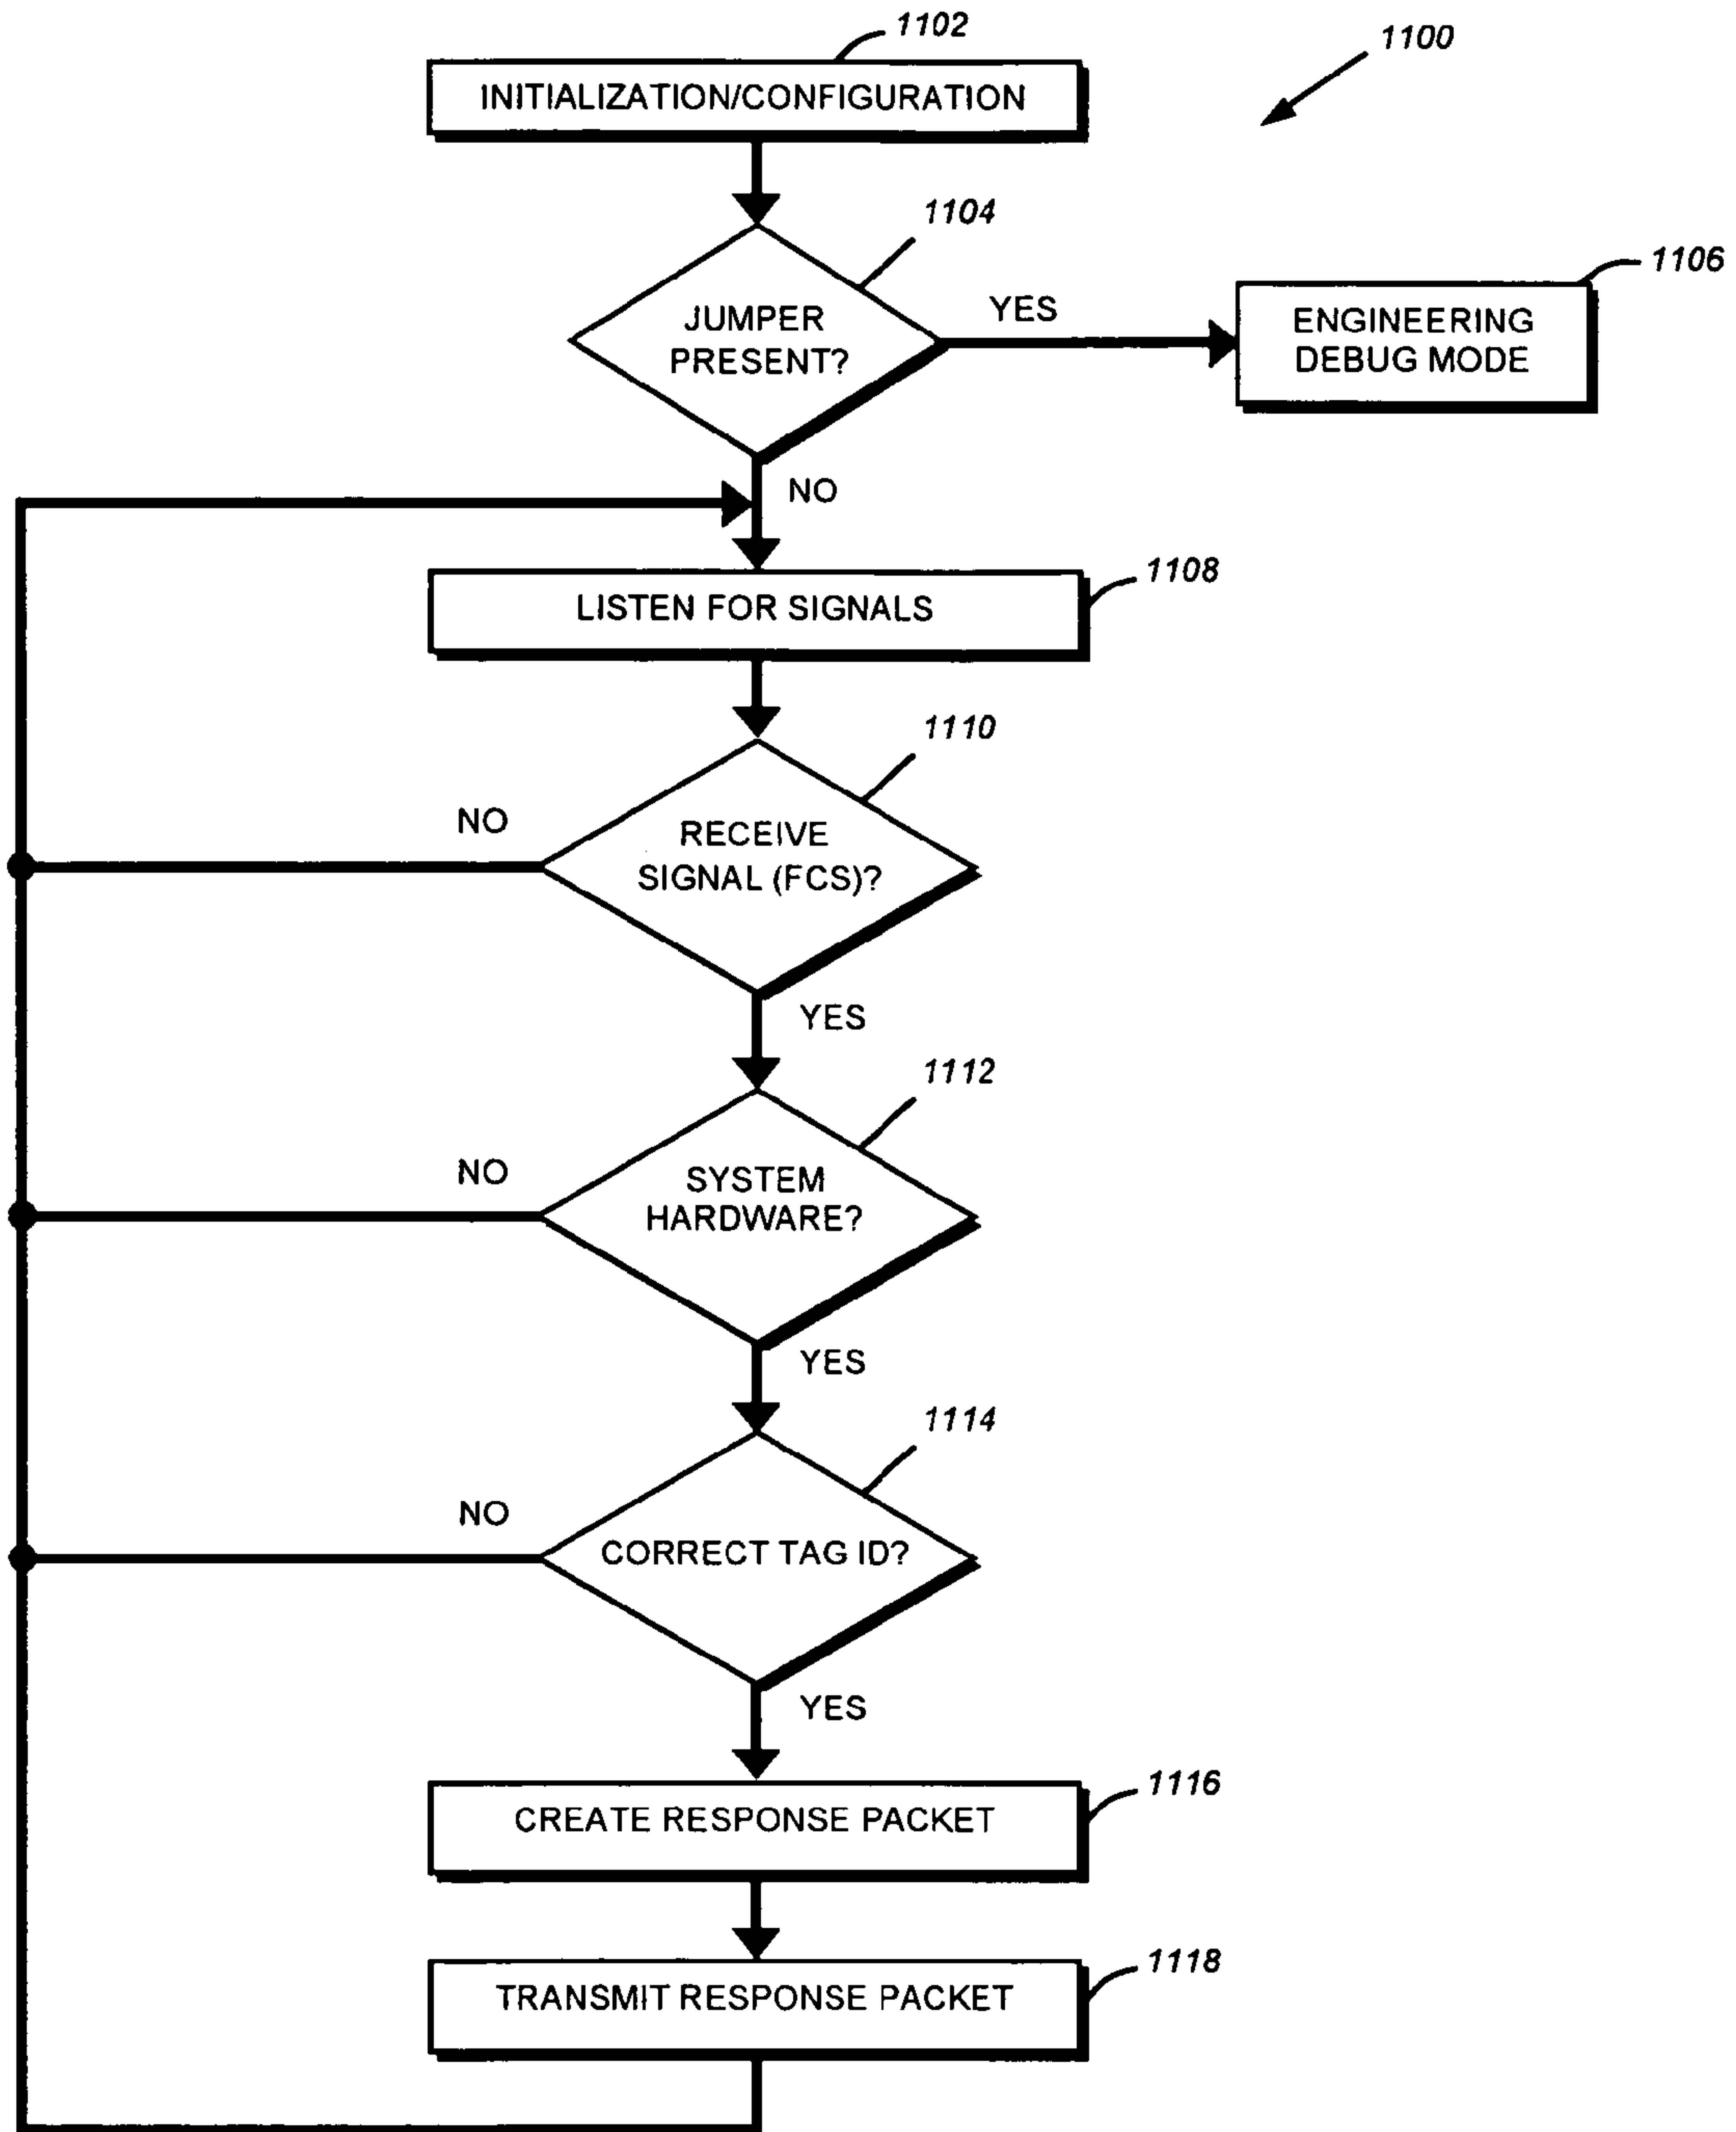 1102
1100
INITIALIZATION/CONFIGURATION
1104
JUMPER
PRESENT?
YES
1106
ENGINEERING
DEBUG MODE
NO
1108
LISTEN FOR SIGNALS
1110
NO
RECEIVE
SIGNAL (FCS)?
YES
1112
NO
SYSTEM
HARDWARE?
YES
1114
NO
CORRECT TAG ID?
YES
1116
CREATE RESPONSE PACKET
1118
TRANSMIT RESPONSE PACKET